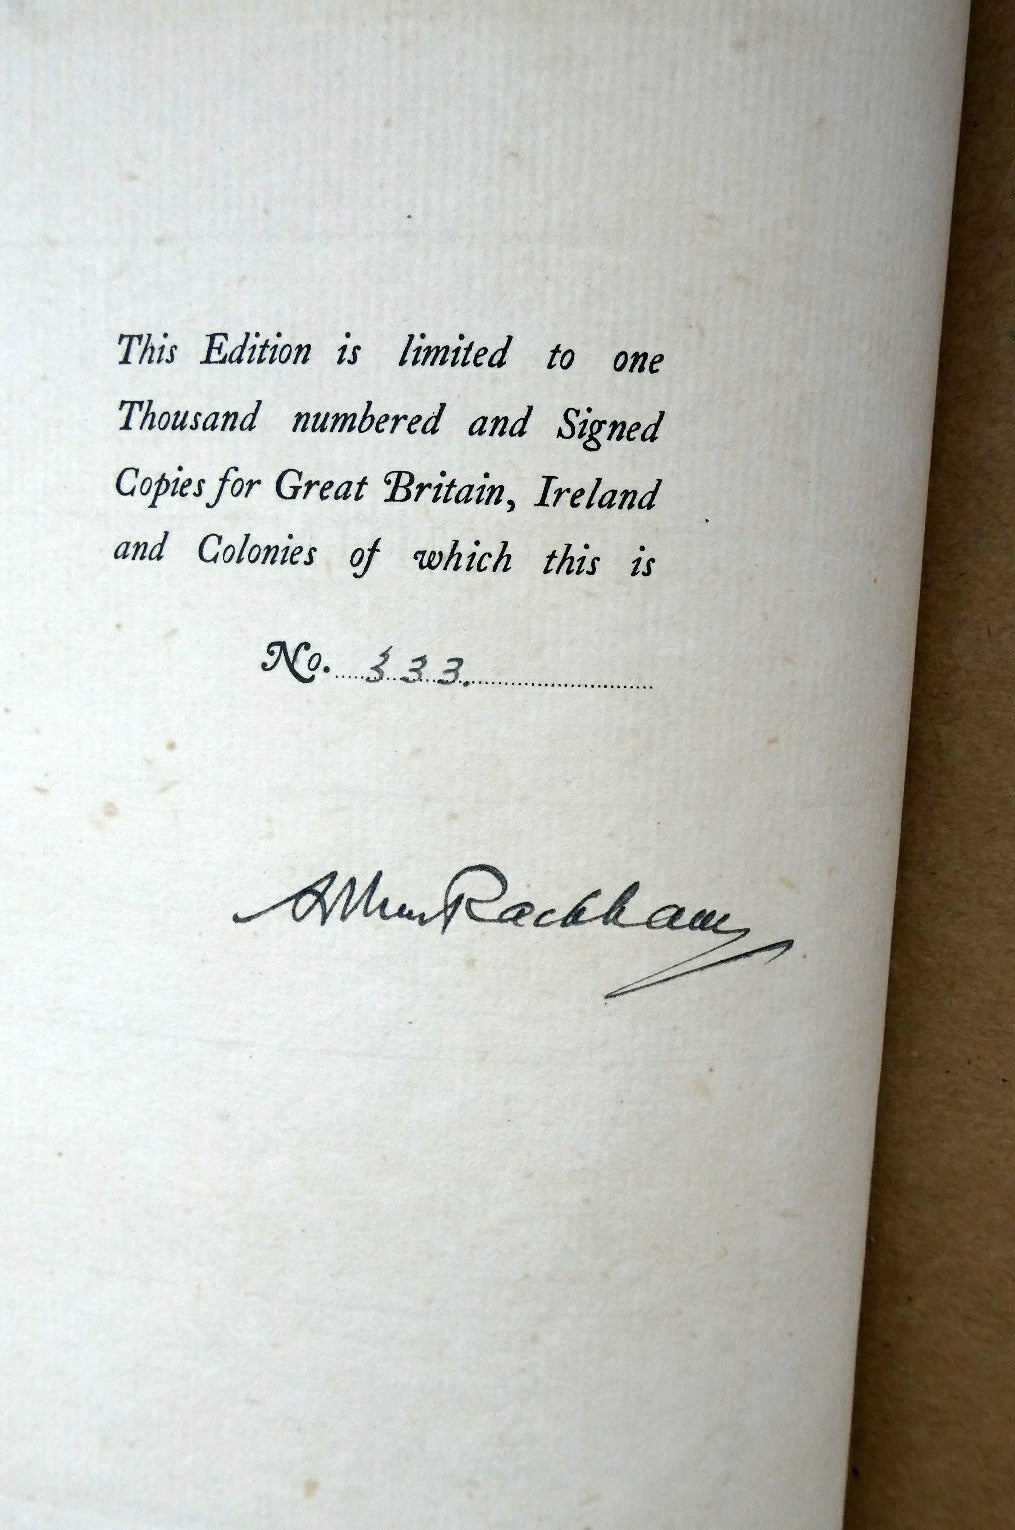 This Edition is limited to one
Thousand numbered and Signed
Copies for Great Britain, Ireland
and Colonies of which this is
No. 333.
Arthur Rackham